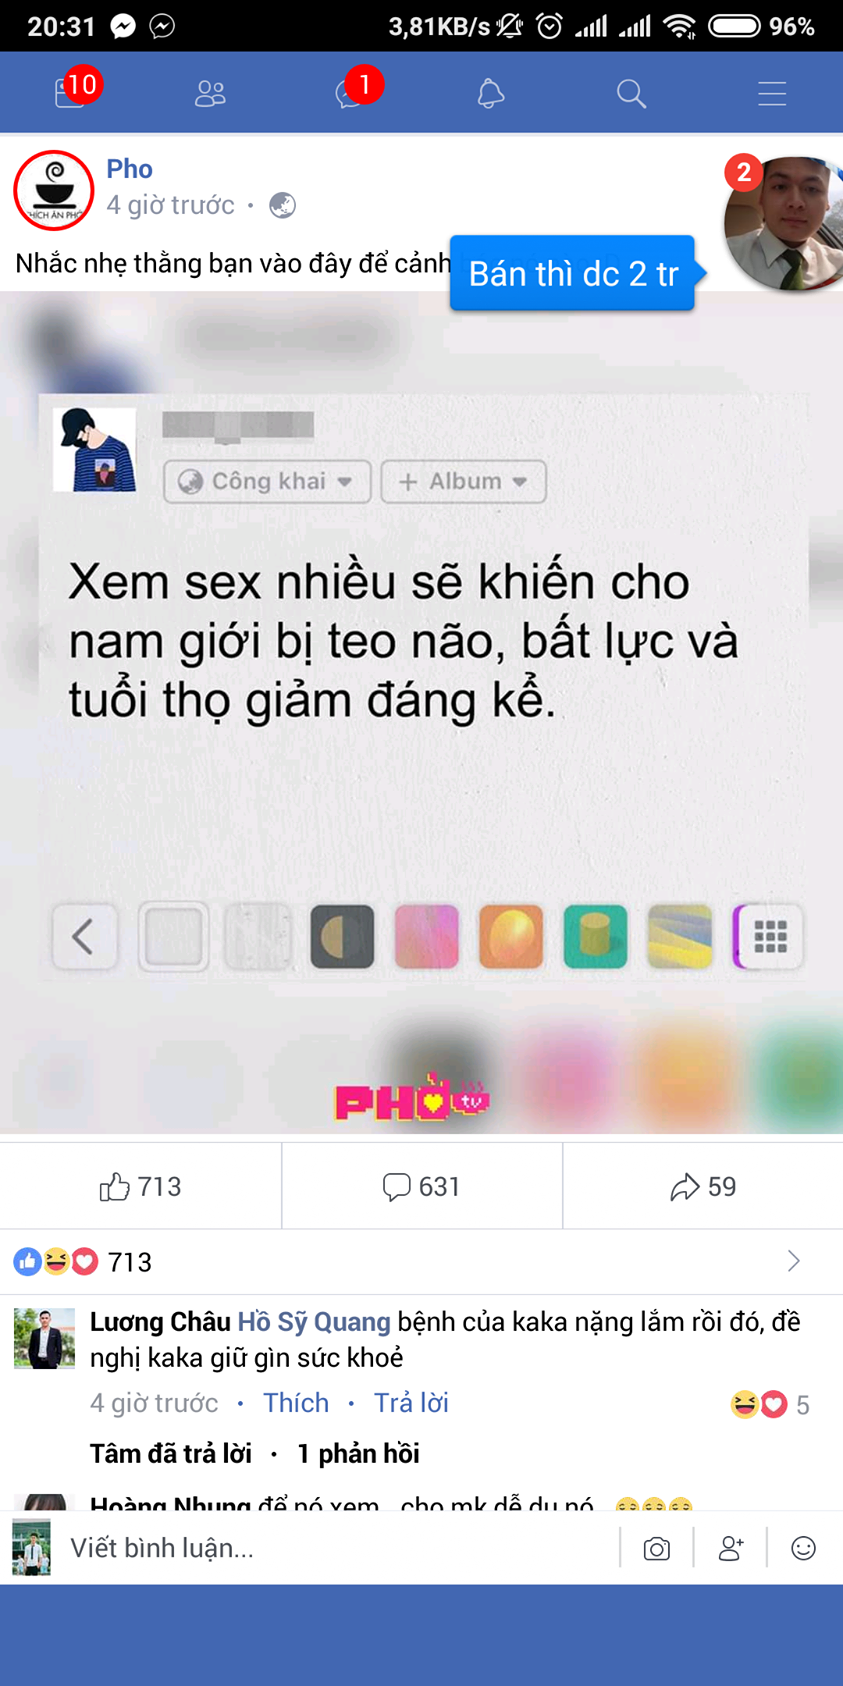 20:31
3,81KB/s
96%
10
1
Pho
4 giờ trước
THÍCH ĂN PHỞ
2
Nhắc nhẹ thằng bạn vào đây để cảnh
Bán thì dc 2 tr
Công khai
+ Album
Xem sex nhiều sẽ khiến cho
nam giới bị teo não, bất lực và
tuổi thọ giảm đáng kể.
PHỞ tv
713
631
59
713
Lương Châu Hồ Sỹ Quang bệnh của kaka nặng lắm rồi đó, đề
nghị kaka giữ gìn sức khoẻ
4 giờ trước · Thích · Trả lời
5
Tâm đã trả lời · 1 phản hồi
Hoàng Nhung để nó xem cho mk dễ dụ nó
Viết bình luận...